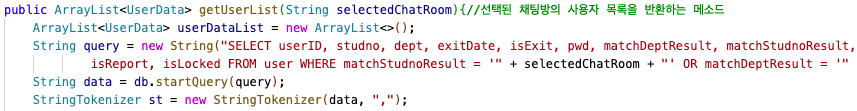 public ArrayList<UserData> getUserList(String selectedChatRoom){//선택된 채팅방의 사용자 목록을 반환하는 메소드
ArrayList<UserData> userDataList = new ArrayList<>();
String query = new String("SELECT userID, studno, dept, exitDate, isExit, pwd, matchDeptResult, matchStudnoResult,
isReport, isLocked FROM user WHERE matchStudnoResult = '" + selectedChatRoom + "' OR matchDeptResult = '"
String data = db.startQuery(query);
StringTokenizer st = new StringTokenizer(data, ",");